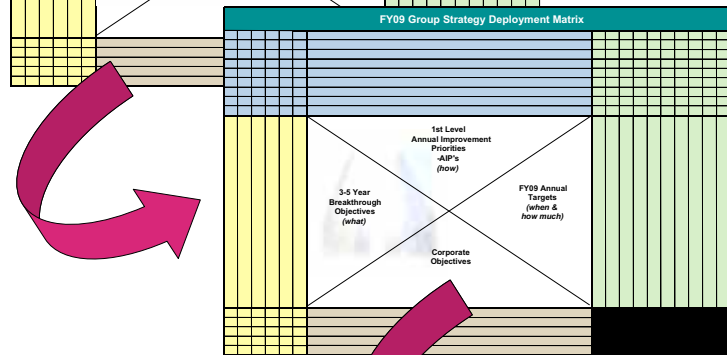 FY09 Group Strategy Deployment Matrix
1st Level
Annual Improvement
Priorities
-AIP's
(how)
3-5 Year
Breakthrough
Objectives
(what)
FY09 Annual
Targets
(when &
how much)
Corporate
Objectives